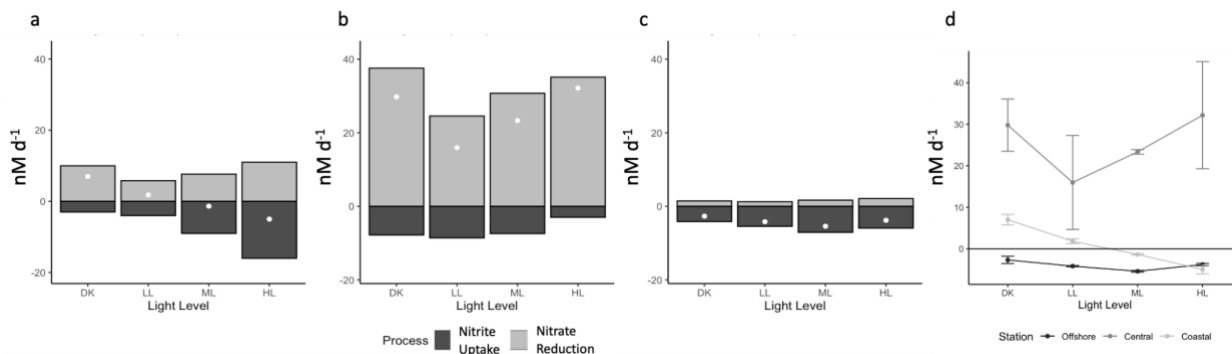 a
b
c
d
nM d-1
40
20
0
-20
DK
LL
ML
HL
Light Level
nM d-1
40
20
0
-20
DK
LL
ML
HL
Light Level
nM d-1
40
20
0
-20
DK
LL
ML
HL
Light Level
nM d-1
40
30
20
10
0
DK
LL
ML
HL
Light Level
Process
Nitrite
Uptake
Nitrate
Reduction
Station
Offshore
Central
Coastal